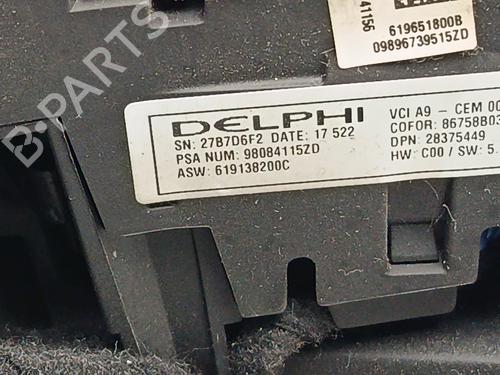 41156
619651800B
09896739515ZD
DELPHI
VCI A9 - CEM 00
SN: 27B7D6F2 DATE: 17 522
COFOR: 86758B03
PSA NUM: 98084115ZD
DPN: 28375449
ASW: 619138200C
HW: C00 / SW: 5.
B-PARTS